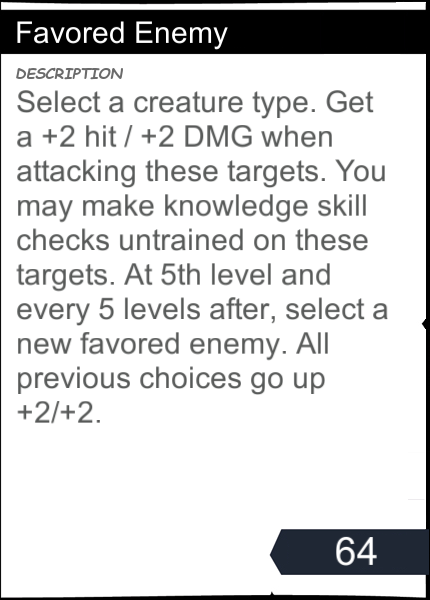 Favored Enemy
DESCRIPTION
Select a creature type. Get
a +2 hit / +2 DMG when
attacking these targets. You
may make knowledge skill
checks untrained on these
targets. At 5th level and
every 5 levels after, select a
new favored enemy. All
previous choices go up
+2/+2.
64